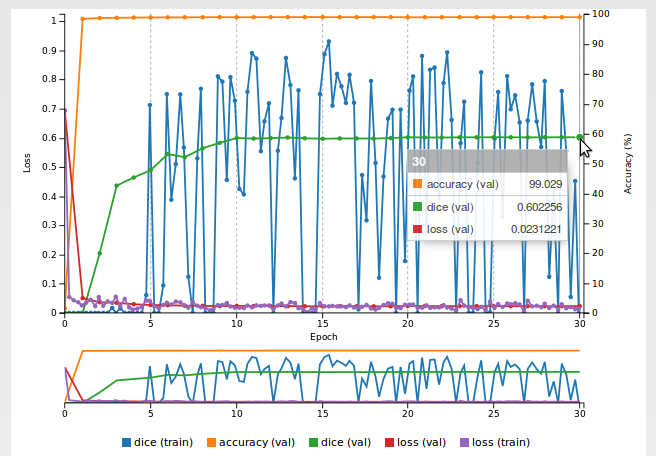 1
0.9
0.8
0.7
0.6
0.5
0.4
0.3
0.2
0.1
0
Loss
100
90
80
70
60
50
40
30
20
10
0
Accuracy (%)
30
accuracy (val) 99.029
dice (val) 0.602256
loss (val) 0.0231221
0 5 10 15 20 25 30
Epoch
0 5 10 15 20 25 30
dice (train) accuracy (val) dice (val) loss (val) loss (train)